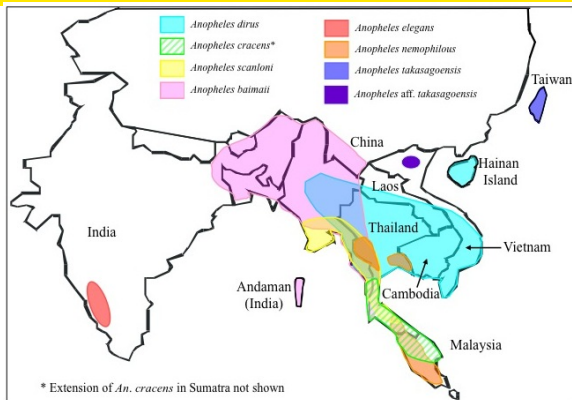 Anopheles dirus
Anopheles cracens*
Anopheles scanloni
Anopheles baimaii
Anopheles elegans
Anopheles nemophilous
Anopheles takasagoensis
Anopheles aff. takasagoensis
Taiwan
China
Hainan
Island
Laos
India
Thailand
Vietnam
Andaman
(India)
Cambodia
Malaysia
* Extension of An. cracens in Sumatra not shown